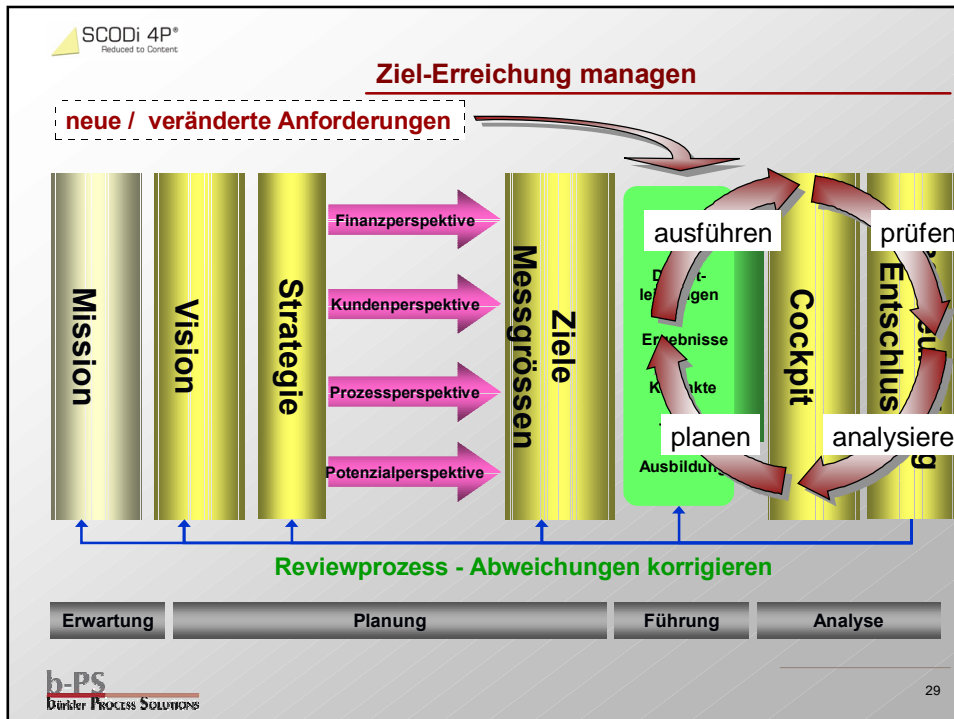 SCODi 4P®
Reduced to Content
Ziel-Erreichung managen
neue / veränderte Anforderungen
Mission
Vision
Strategie
Finanzperspektive
Kundenperspektive
Prozessperspektive
Potenzialperspektive
Messgrössen
Ziele
Ergebnisse
Ausbildung
Cockpit
ausführen
prüfen
planen
analysiere
Reviewprozess - Abweichungen korrigieren
Erwartung
Planung
Führung
Analyse
b-PS
Bürkler Process Solutions
29